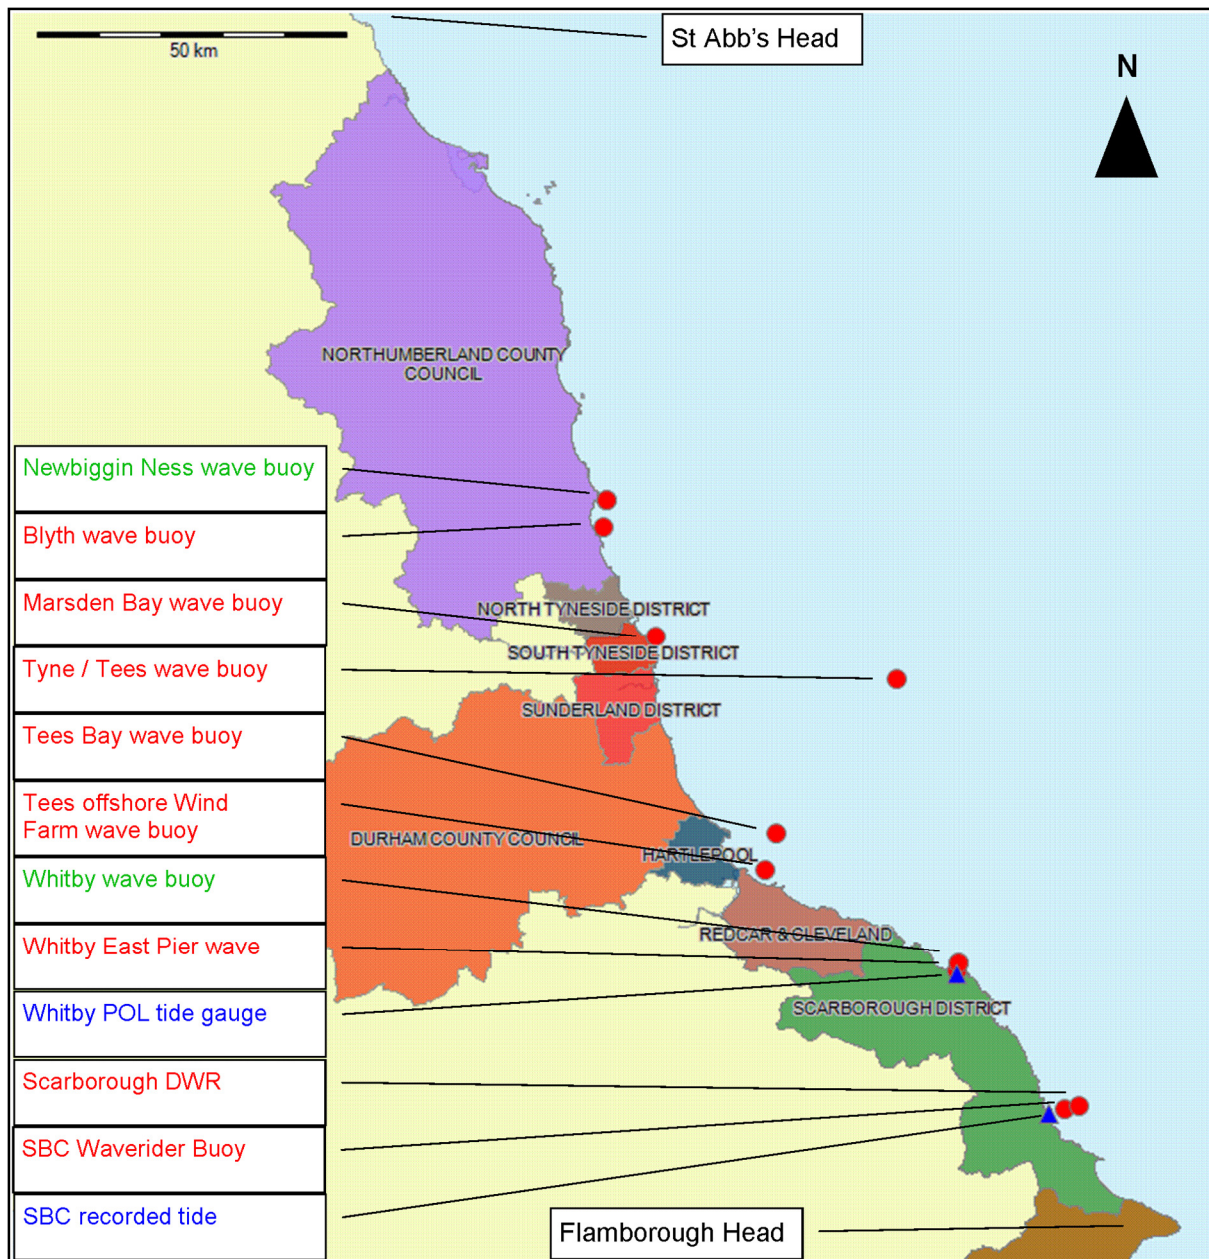 St Abb's Head
50 km
N
NORTHUMBERLAND COUNTY
COUNCIL
Newbiggin Ness wave buoy
Blyth wave buoy
Marsden Bay wave buoy
NORTH TYNESIDE DISTRICT
SOUTH TYNESIDE DISTRICT
Tyne / Tees wave buoy
SUNDERLAND DISTRICT
Tees Bay wave buoy
Tees offshore Wind
Farm wave buoy
DURHAM COUNTY COUNCIL
HARTLEPOOL
Whitby wave buoy
REDCAR & CLEVELAND
Whitby East Pier wave
Whitby POL tide gauge
SCARBOROUGH DISTRICT
Scarborough DWR
SBC Waverider Buoy
SBC recorded tide
Flamborough Head